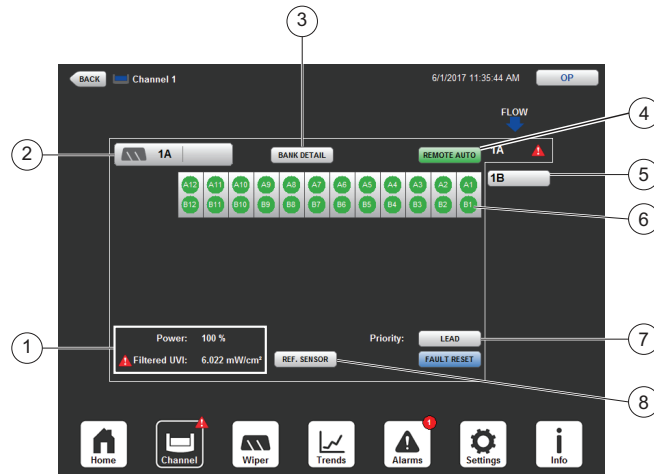 3
BACK Channel 1 6/1/2017 11:35:44 AM OP
FLOW
4
2 1A BANK DETAIL REMOTE AUTO 1A
1B 5
A12 A11 A10 A9 A8 A7 A6 A5 A4 A3 A2 A1
B12 B11 B10 B9 B8 B7 B6 B5 B4 B3 B2 B1
6
1 Power: 100 % Priority: LEAD 7
Filtered UVI: 6.022 mW/cm² REF. SENSOR FAULT RESET
8
1
Home Channel Wiper Trends Alarms Settings Info